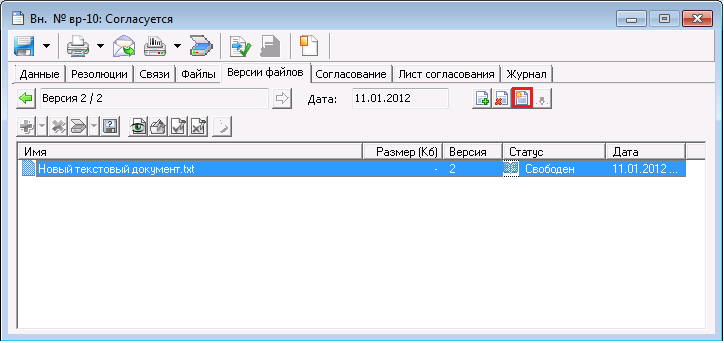 Вн. № вр-10: Согласуется
Данные Резолюции Связи Файлы Версии файлов Согласование Лист согласования Журнал
Версия 2 / 2 Дата: 11.01.2012
Имя Размер (Кб) Версия Статус Дата
Новый текстовый документ.txt - 2 Свободен 11.01.2012 ...